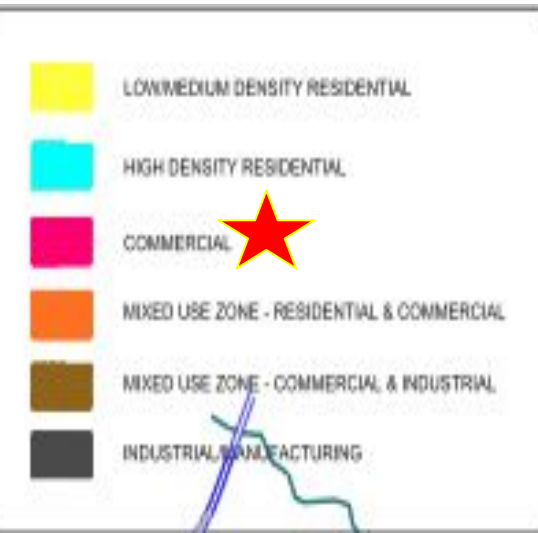 LOW/MEDIUM DENSITY RESIDENTIAL
HIGH DENSITY RESIDENTIAL
COMMERCIAL
MIXED USE ZONE - RESIDENTIAL & COMMERCIAL
MIXED USE ZONE - COMMERCIAL & INDUSTRIAL
INDUSTRIAL/MANUFACTURING